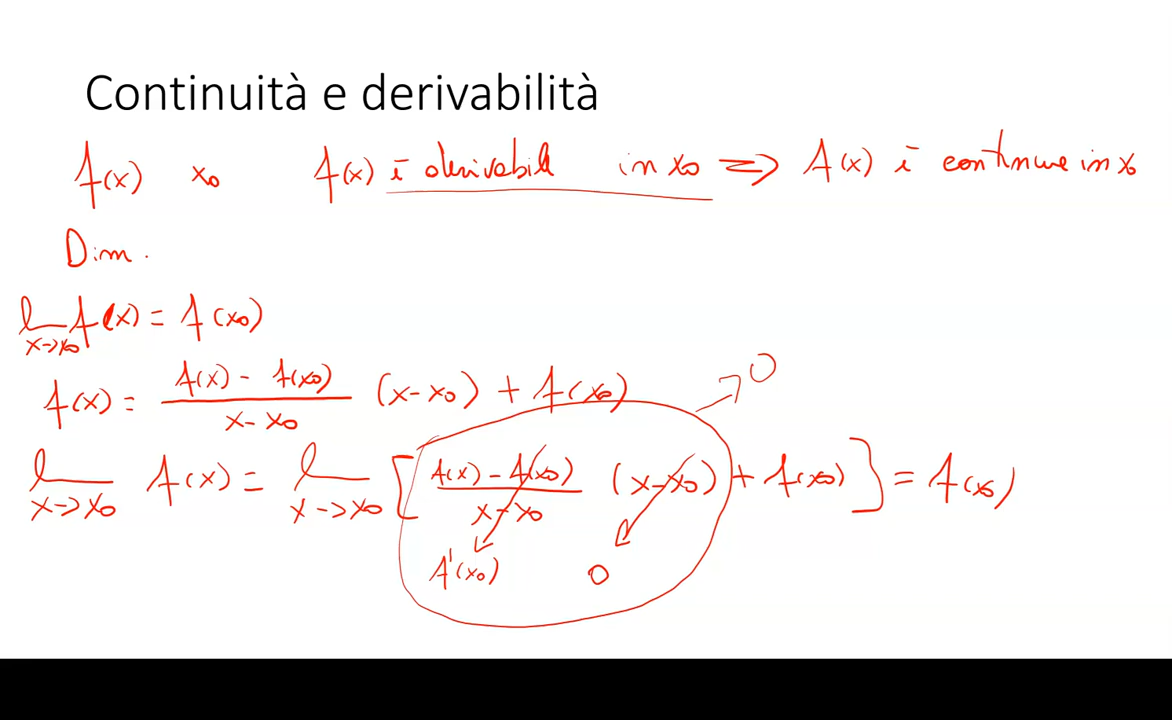 Continuità e derivabilità
f(x) x₀ f(x) è derivabile in x₀ => f(x) è continua in x₀
Dim.
lim x->x₀ f(x) = f(x₀)
f(x) = (f(x) - f(x₀))/(x - x₀) (x - x₀) + f(x₀) -> 0
lim x->x₀ f(x) = lim x->x₀ [(f(x) - f(x₀))/(x - x₀) (x - x₀) + f(x₀)] = f(x₀)
f'(x₀) 0